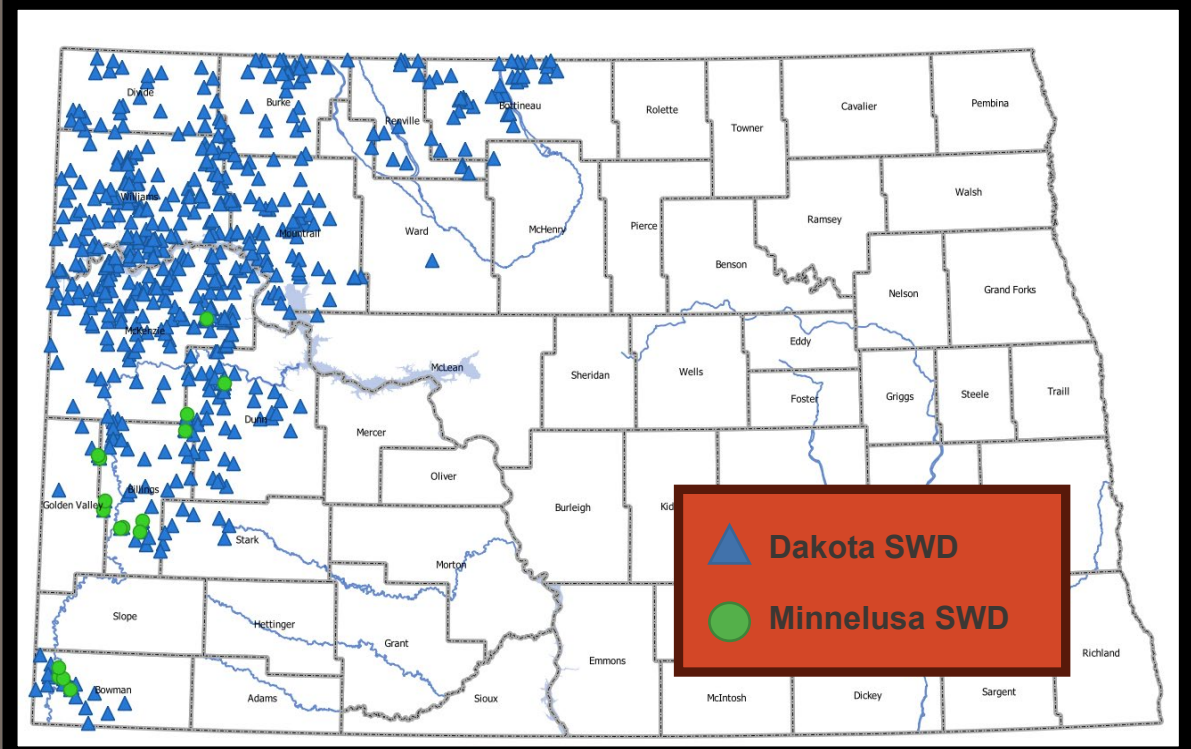 Divide
Burke
Renville
Bottineau
Rolette
Towner
Cavalier
Pembina
Williams
Mountrail
Ward
McHenry
Pierce
Benson
Ramsey
Walsh
Nelson
Grand Forks
McKenzie
McLean
Sheridan
Wells
Eddy
Foster
Griggs
Steele
Traill
Dunn
Mercer
Oliver
Billings
Golden Valley
Stark
Morton
Burleigh
Kid
Dakota SWD
Minnelusa SWD
Slope
Hettinger
Grant
Sioux
Emmons
Bowman
Adams
McIntosh
Dickey
Sargent
Richland